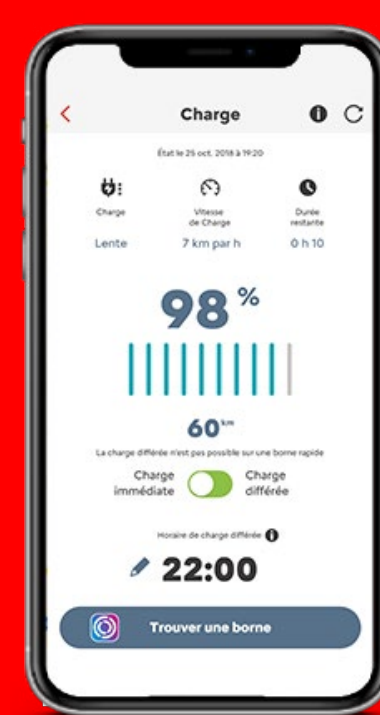 Charge
État le 25 oct. 2018 à 19:20
Charge
Vitesse
de Charge
Durée
restante
Lente
7 km par h
0 h 10
98 %
60 km
La charge différée n'est pas possible sur une borne rapide
Charge
immédiate
Charge
différée
Horaire de charge différée
22:00
Trouver une borne